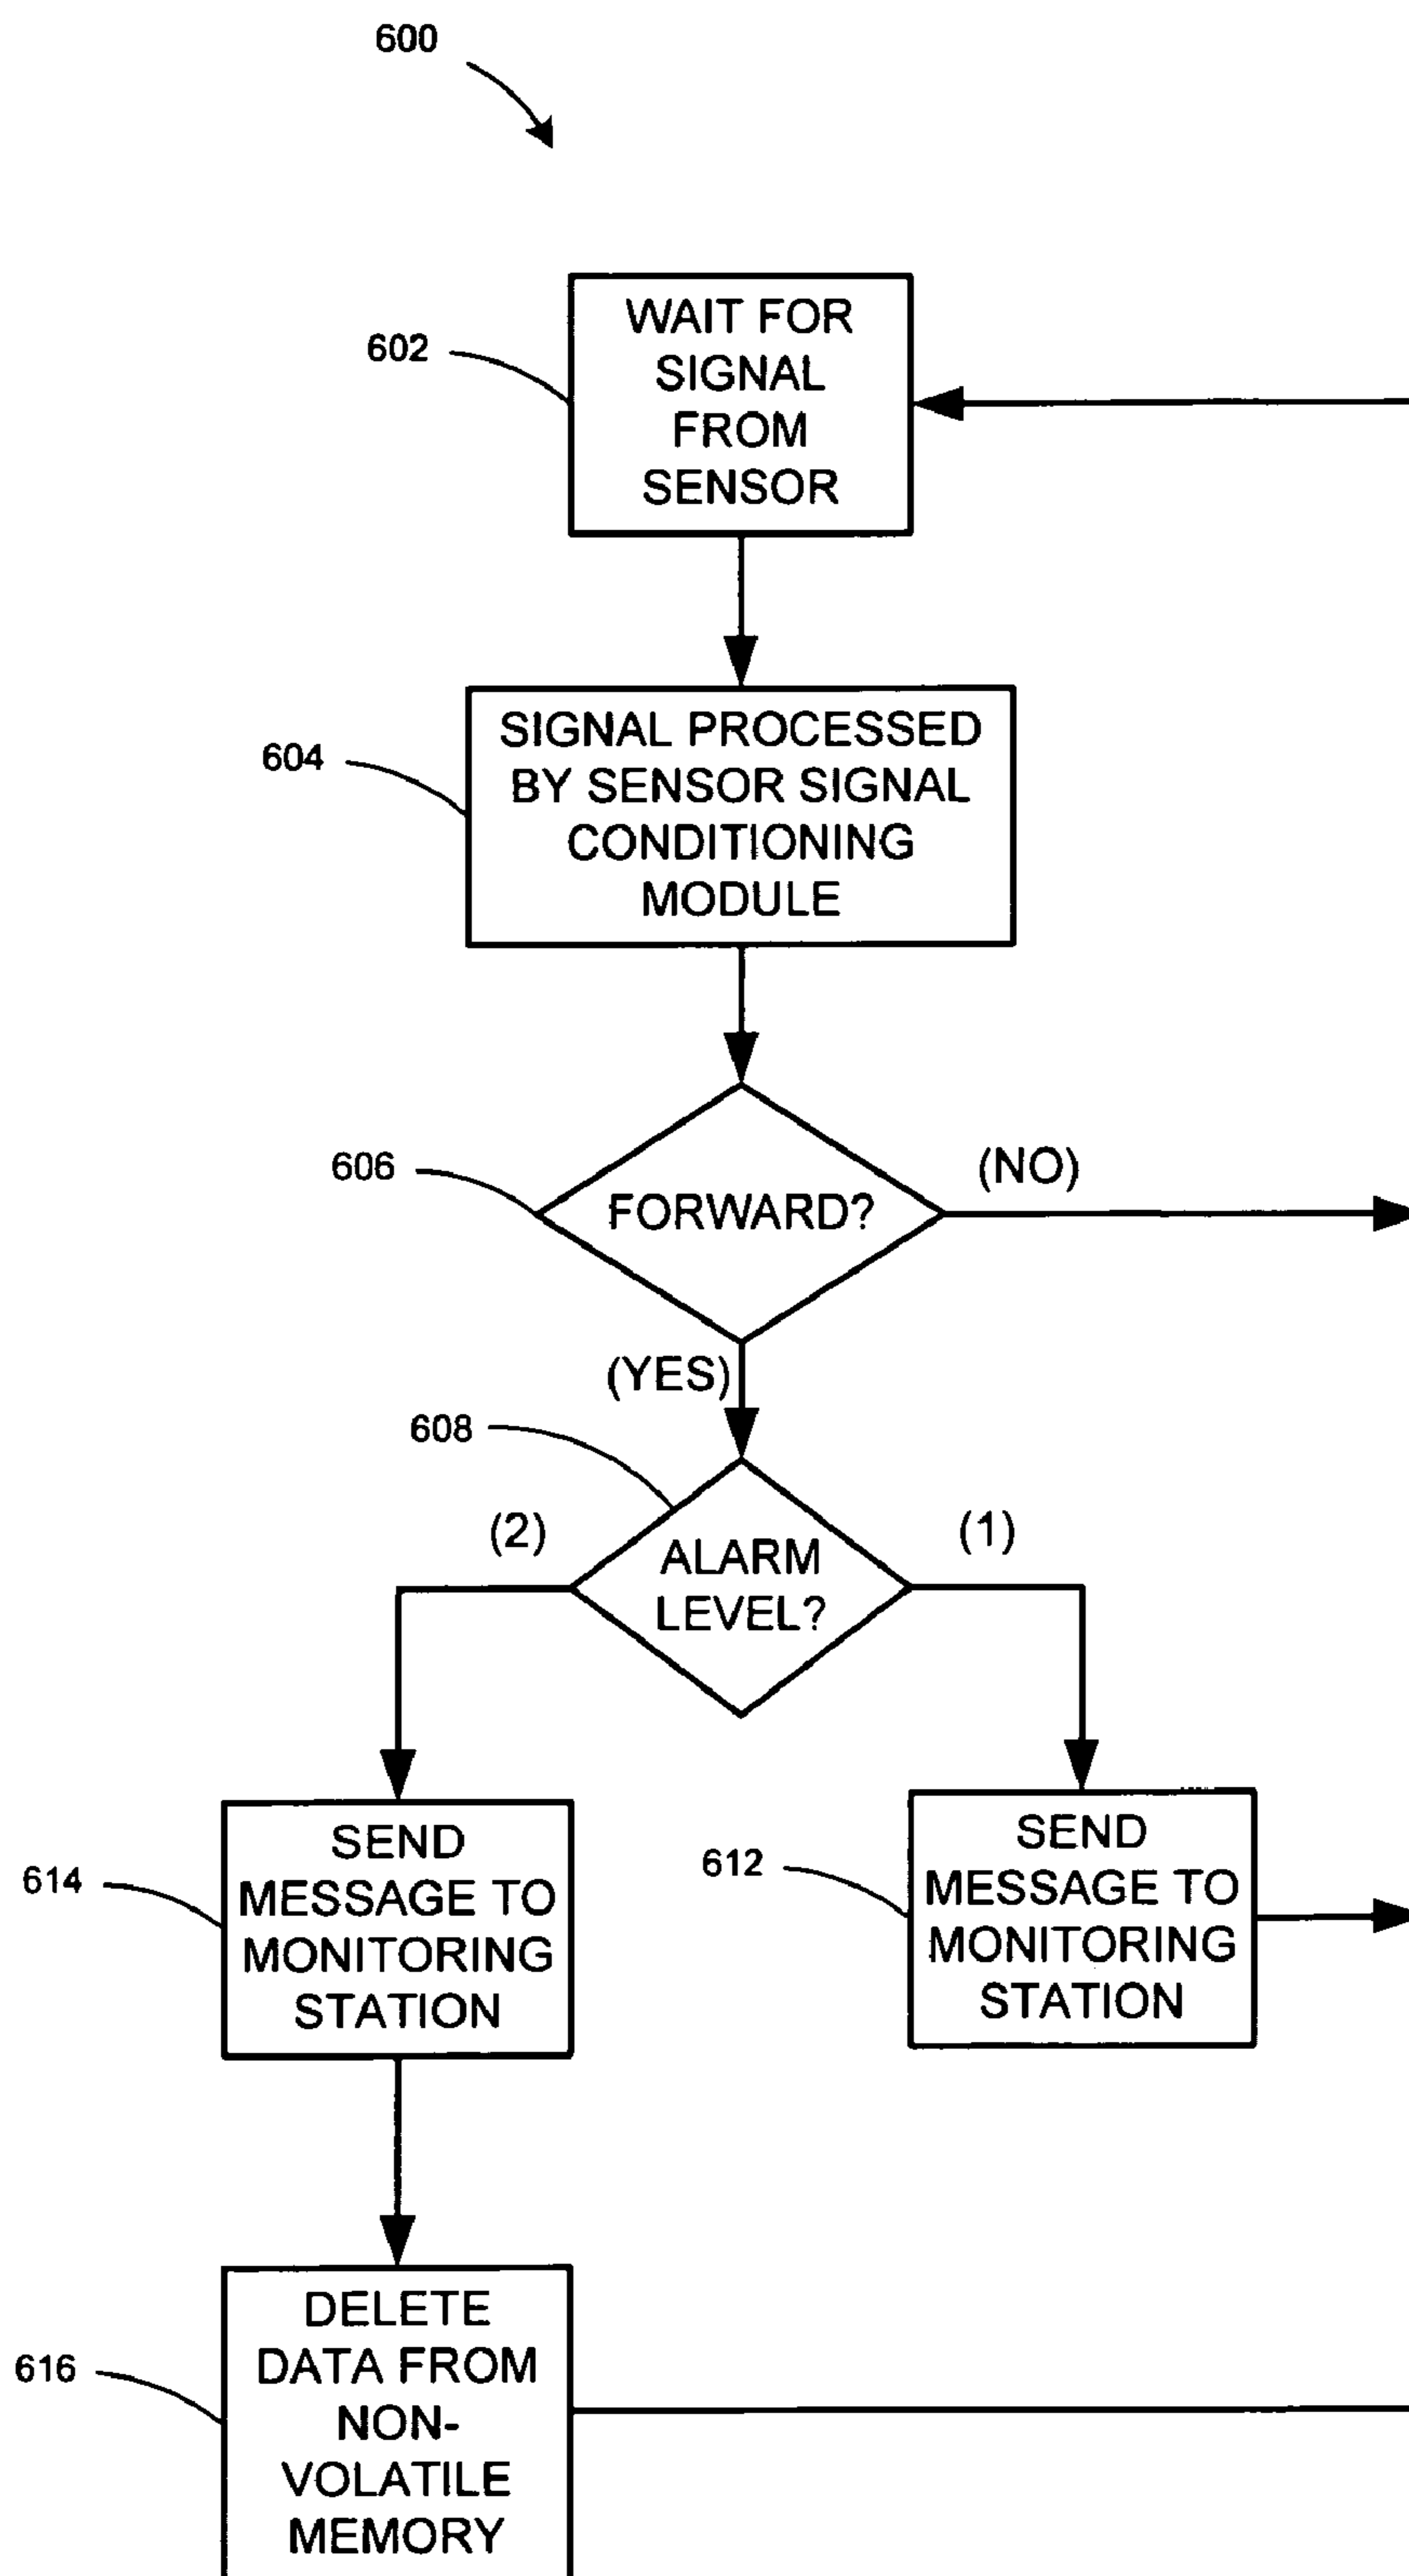 600
602
WAIT FOR
SIGNAL
FROM
SENSOR
604
SIGNAL PROCESSED
BY SENSOR SIGNAL
CONDITIONING
MODULE
606
FORWARD?
(NO)
(YES)
608
(2)
ALARM
LEVEL?
(1)
614
SEND
MESSAGE TO
MONITORING
STATION
612
SEND
MESSAGE TO
MONITORING
STATION
616
DELETE
DATA FROM
NON-
VOLATILE
MEMORY